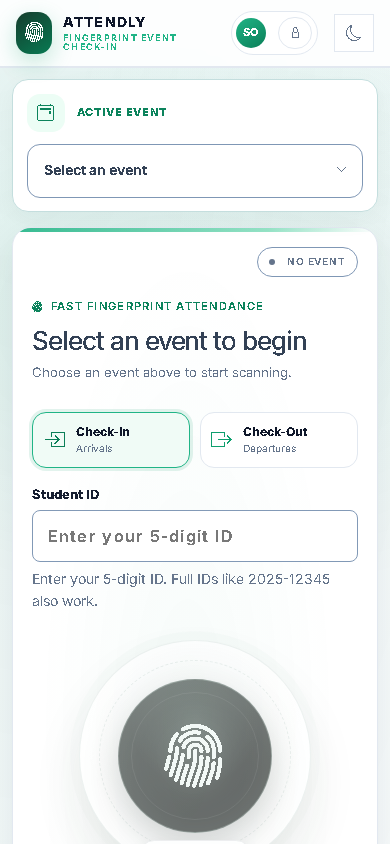 ATTENDLY
FINGERPRINT EVENT
CHECK-IN
SO
ACTIVE EVENT
Select an event
NO EVENT
FAST FINGERPRINT ATTENDANCE
Select an event to begin
Choose an event above to start scanning.
Check-In
Arrivals
Check-Out
Departures
Student ID
Enter your 5-digit ID
Enter your 5-digit ID. Full IDs like 2025-12345
also work.